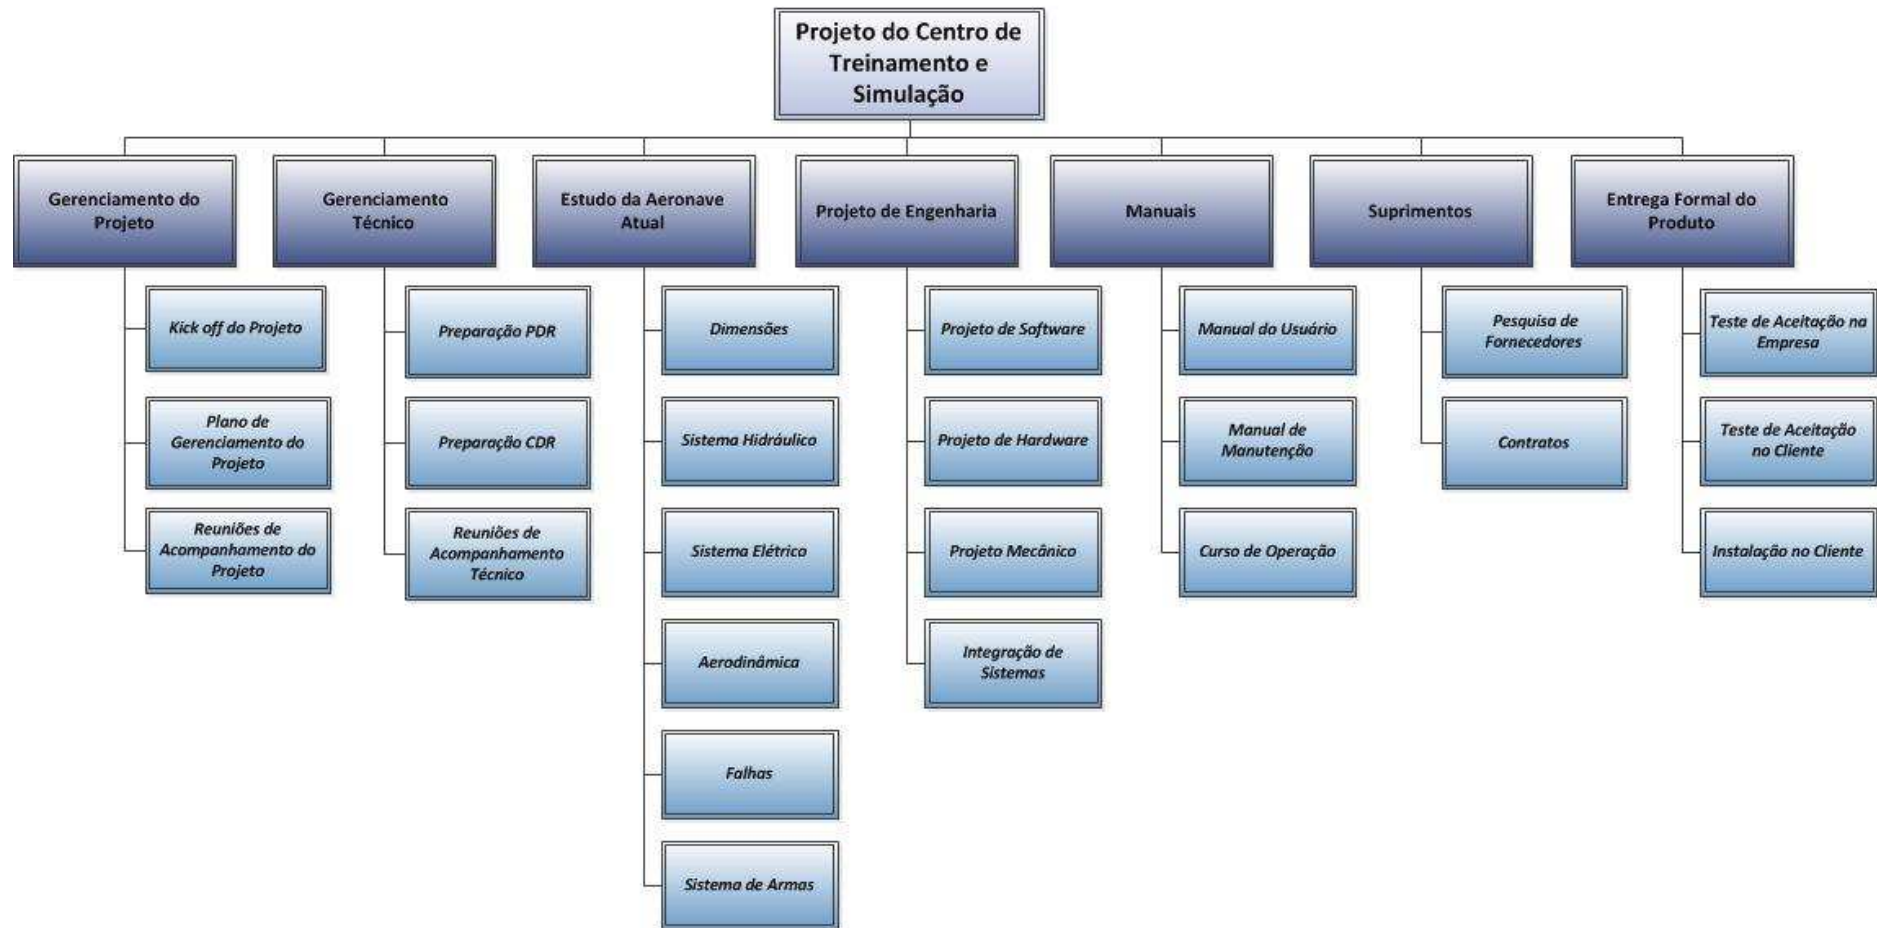 Projeto do Centro de
Treinamento e
Simulação
Gerenciamento do
Projeto
Gerenciamento
Técnico
Estudo da Aeronave
Atual
Projeto de Engenharia
Manuais
Suprimentos
Entrega Formal do
Produto
Kick off do Projeto
Plano de
Gerenciamento do
Projeto
Reuniões de
Acompanhamento do
Projeto
Preparação PDR
Preparação CDR
Reuniões de
Acompanhamento
Técnico
Dimensões
Sistema Hidráulico
Sistema Elétrico
Aerodinâmica
Falhas
Sistema de Armas
Projeto de Software
Projeto de Hardware
Projeto Mecânico
Integração de
Sistemas
Manual do Usuário
Manual de
Manutenção
Curso de Operação
Pesquisa de
Fornecedores
Contratos
Teste de Aceitação na
Empresa
Teste de Aceitação
no Cliente
Instalação no Cliente